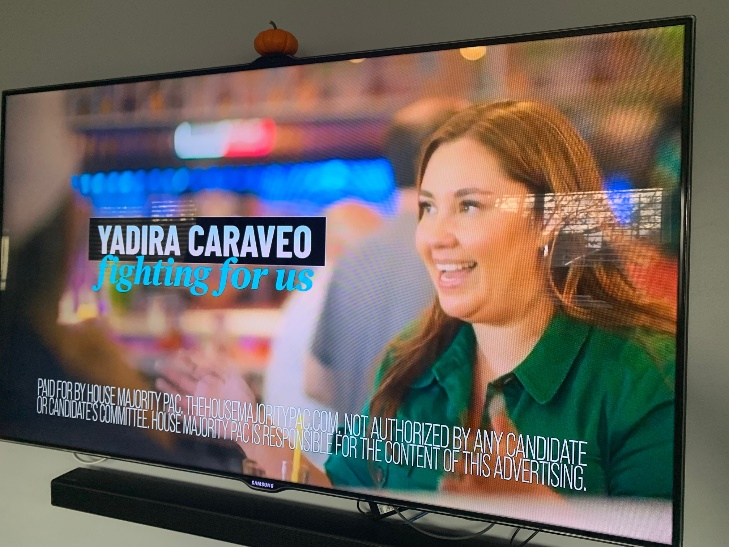 YADIRA CARAVEO
fighting for us
PAID FOR BY HOUSE MAJORITY PAC, THEHOUSEMAJORITYPAC.COM. NOT AUTHORIZED BY ANY CANDIDATE
OR CANDIDATE'S COMMITTEE. HOUSE MAJORITY PAC IS RESPONSIBLE FOR THE CONTENT OF THIS ADVERTISING.
SAMSUNG